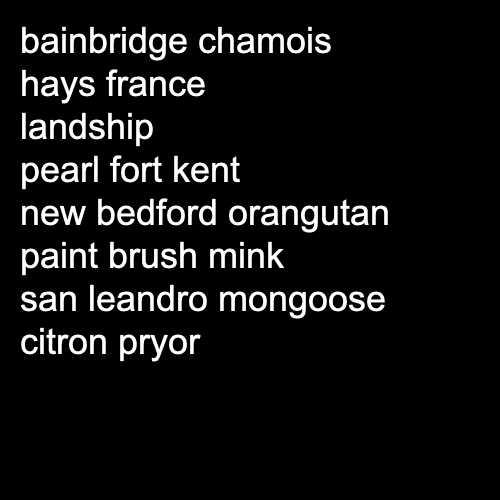 bainbridge chamois
hays france
landship
pearl fort kent
new bedford orangutan
paint brush mink
san leandro mongoose
citron pryor